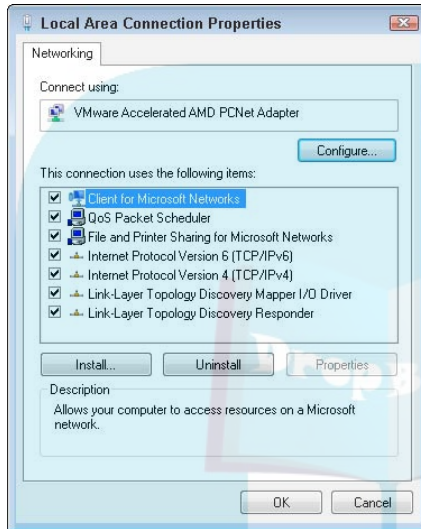 Local Area Connection Properties
Networking
Connect using:
VMware Accelerated AMD PCNet Adapter
Configure...
This connection uses the following items:
Client for Microsoft Networks
QoS Packet Scheduler
File and Printer Sharing for Microsoft Networks
Internet Protocol Version 6 (TCP/IPv6)
Internet Protocol Version 4 (TCP/IPv4)
Link-Layer Topology Discovery Mapper I/O Driver
Link-Layer Topology Discovery Responder
Install... Uninstall Properties
Description
Allows your computer to access resources on a Microsoft
network.
OK Cancel